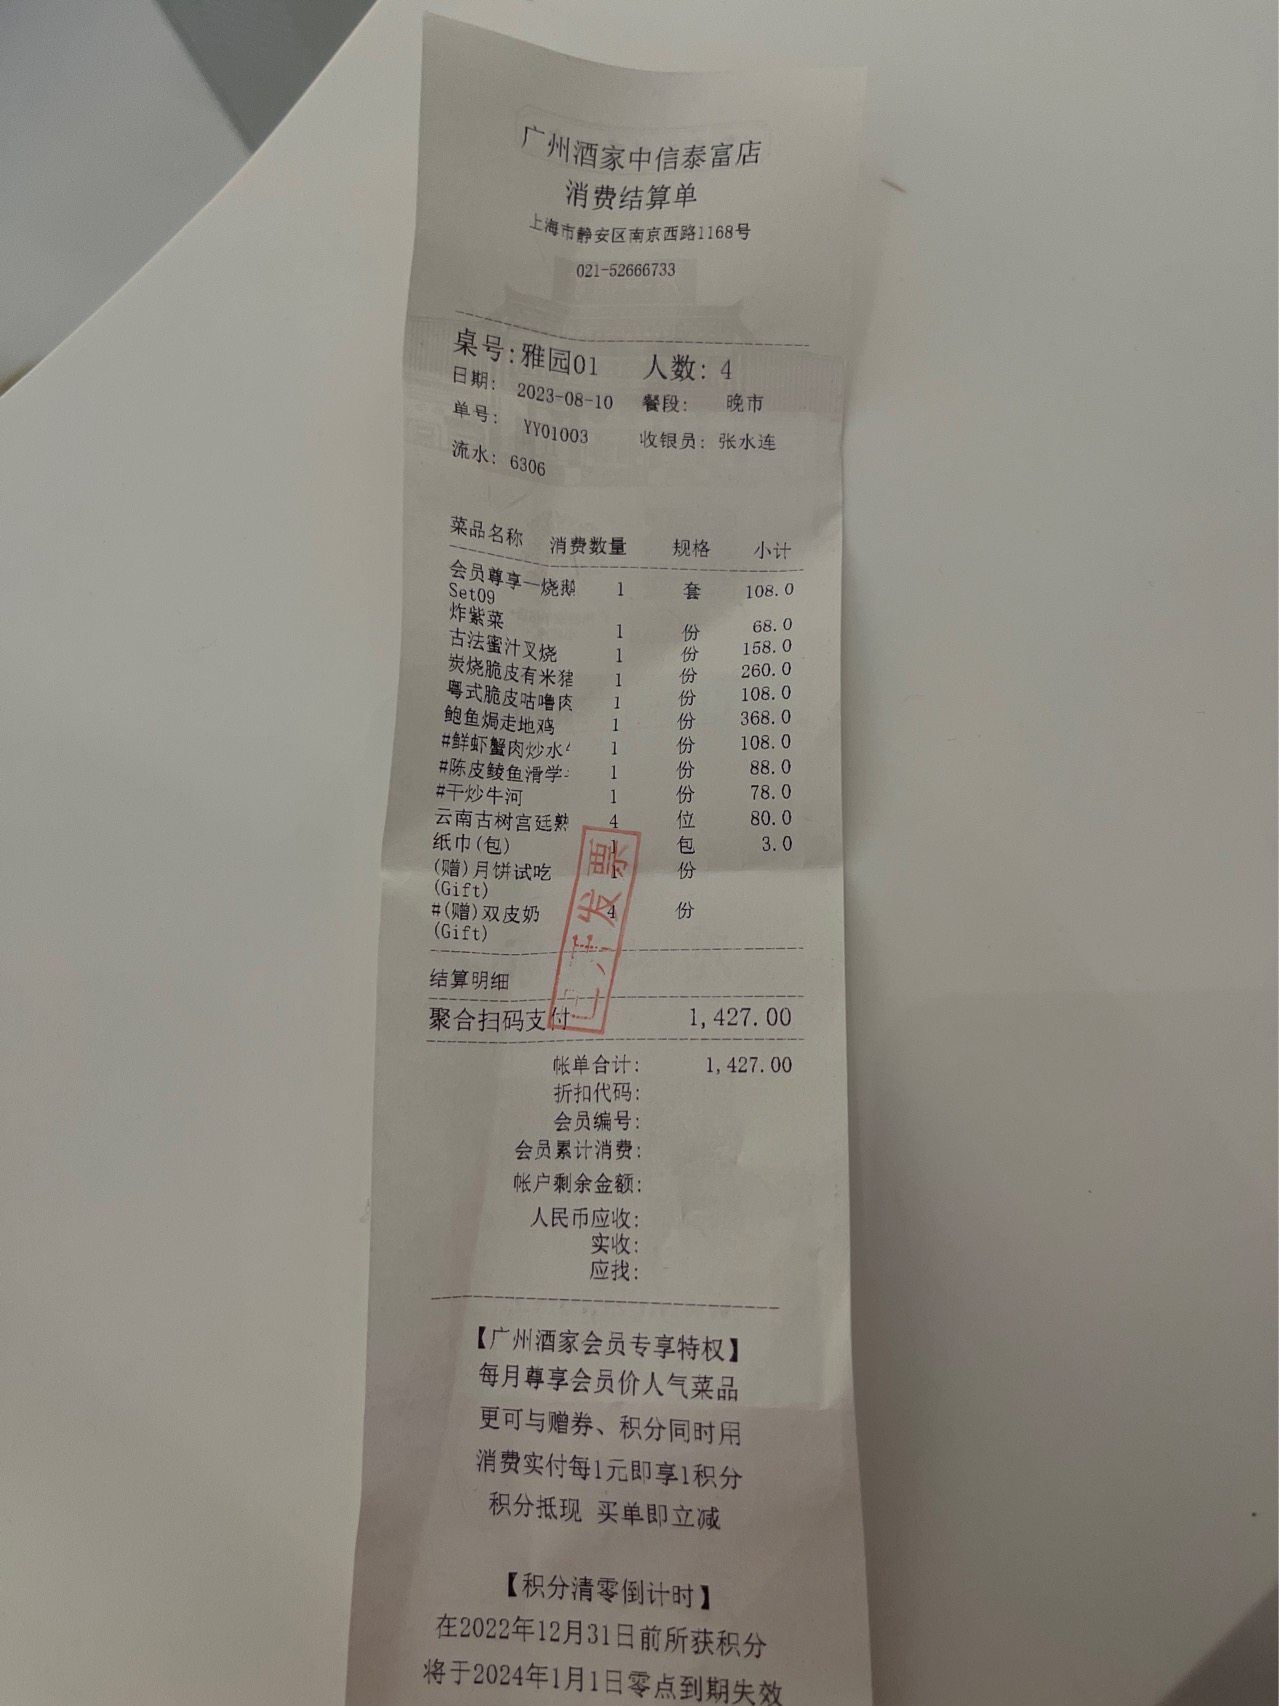 广州酒家中信泰富店
消费结算单
上海市静安区南京西路1168号
021-52666733
桌号:雅园01 人数: 4
日期: 2023-08-10 餐段: 晚市
单号: YY01003 收银员: 张水连
流水: 6306
菜品名称 消费数量 规格 小计
会员尊享一烧鹅 1 套 108.0
Set09
炸紫菜 1 份 68.0
古法蜜汁叉烧 1 份 158.0
炭烧脆皮有米猪 1 份 260.0
粤式脆皮咕噜肉 1 份 108.0
鲍鱼焗走地鸡 1 份 368.0
#鲜虾蟹肉炒水 1 份 108.0
#陈皮鲮鱼滑学 1 份 88.0
#干炒牛河 1 份 78.0
云南古树宫廷熟 4 位 80.0
纸巾(包) 1 包 3.0
(赠)月饼试吃 1 份
(Gift)
#(赠)双皮奶 4 份
(Gift)
已开发票
结算明细
聚合扫码支付 1,427.00
帐单合计: 1,427.00
折扣代码:
会员编号:
会员累计消费:
帐户剩余金额:
人民币应收:
实收:
应找:
【广州酒家会员专享特权】
每月尊享会员价人气菜品
更可与赠券、积分同时用
消费实付每1元即享1积分
积分抵现 买单即立减
【积分清零倒计时】
在2022年12月31日前所获积分
将于2024年1月1日零点到期失效